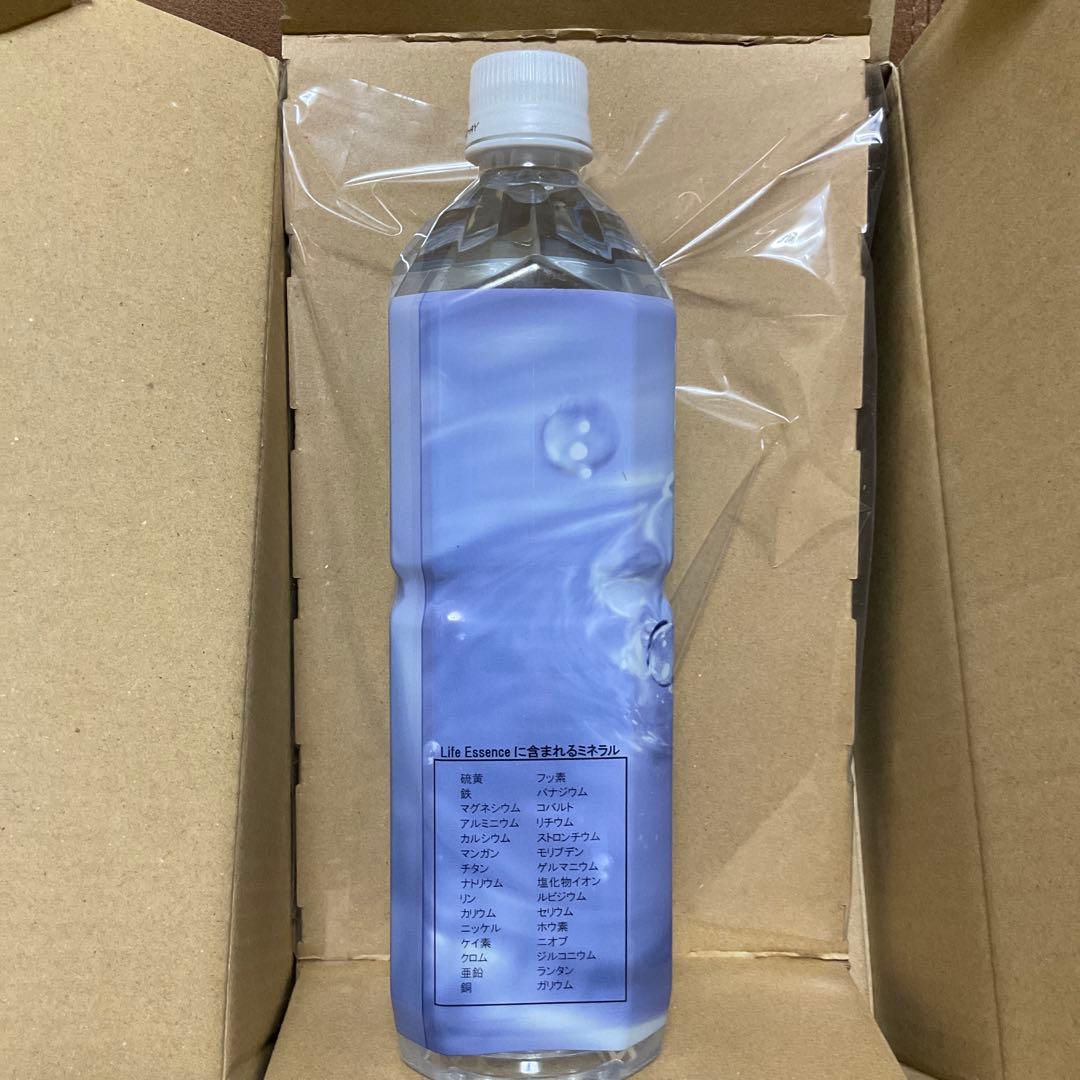 Life Essence に含まれるミネラル
硫黄
鉄
マグネシウム
アルミニウム
カルシウム
マンガン
チタン
ナトリウム
リン
カリウム
ニッケル
ケイ素
クロム
亜鉛
銅
フッ素
バナジウム
コバルト
リチウム
ストロンチウム
モリブデン
ゲルマニウム
塩化物イオン
ルビジウム
セリウム
ホウ素
ニオブ
ジルコニウム
ランタン
ガリウム